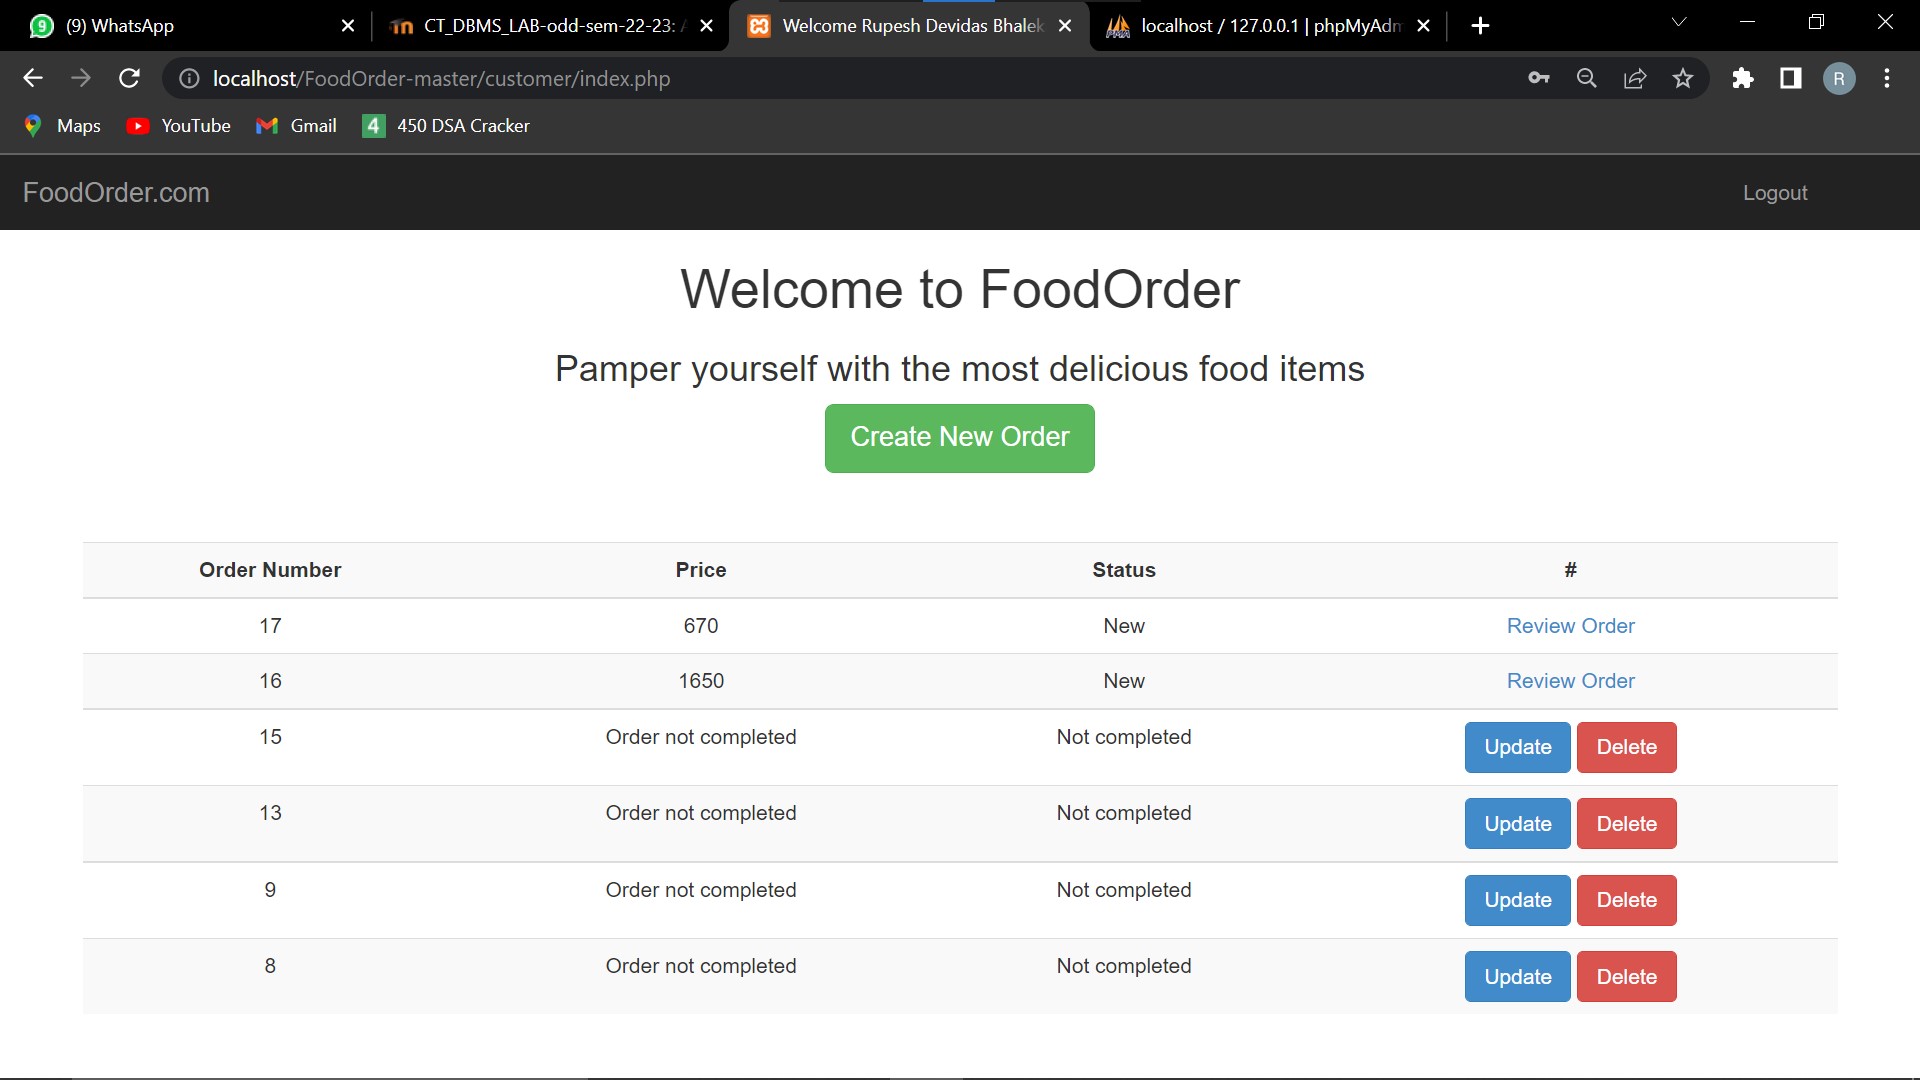 (9) WhatsApp
CT_DBMS_LAB-odd-sem-22-23:
Welcome Rupesh Devidas Bhalek
localhost / 127.0.0.1 | phpMyAdm
localhost/FoodOrder-master/customer/index.php
R
Maps YouTube Gmail 4 450 DSA Cracker
FoodOrder.com Logout
Welcome to FoodOrder
Pamper yourself with the most delicious food items
Create New Order
Order Number Price Status #
17 670 New Review Order
16 1650 New Review Order
15 Order not completed Not completed Update Delete
13 Order not completed Not completed Update Delete
9 Order not completed Not completed Update Delete
8 Order not completed Not completed Update Delete